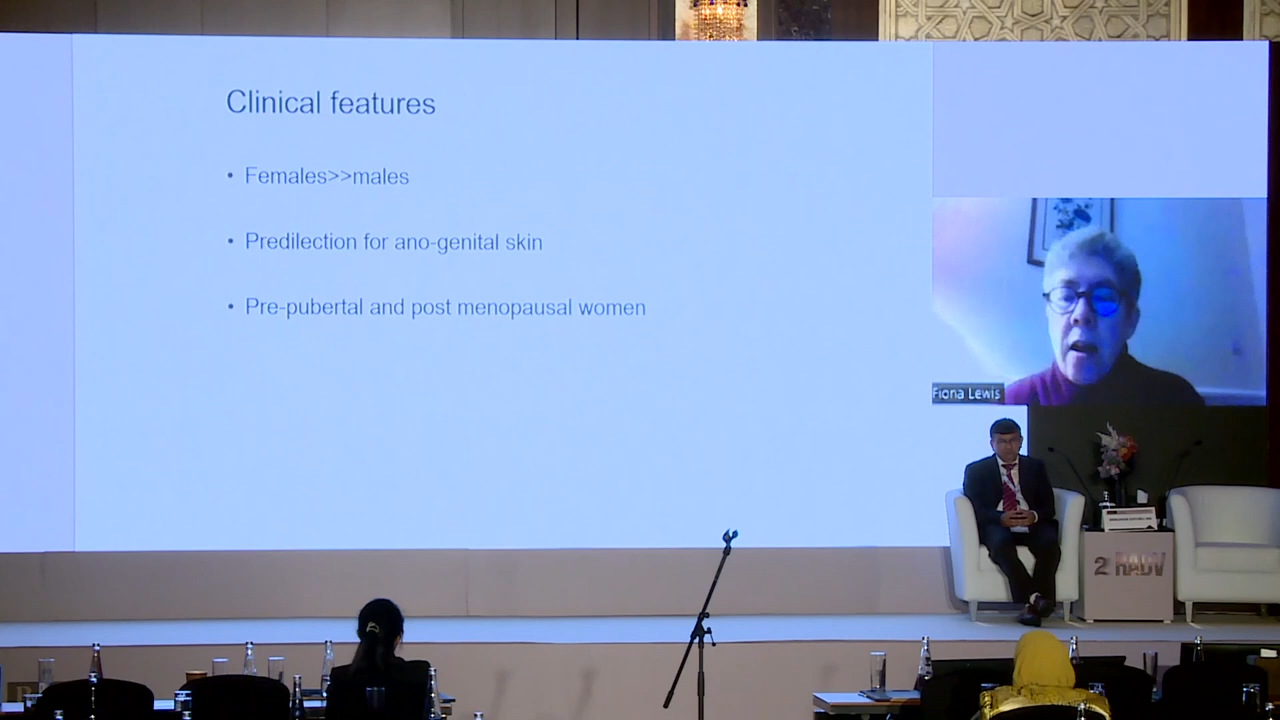 Clinical features
• Females>>males
• Predilection for ano-genital skin
• Pre-pubertal and post menopausal women
Fiona Lewis
2
RADV